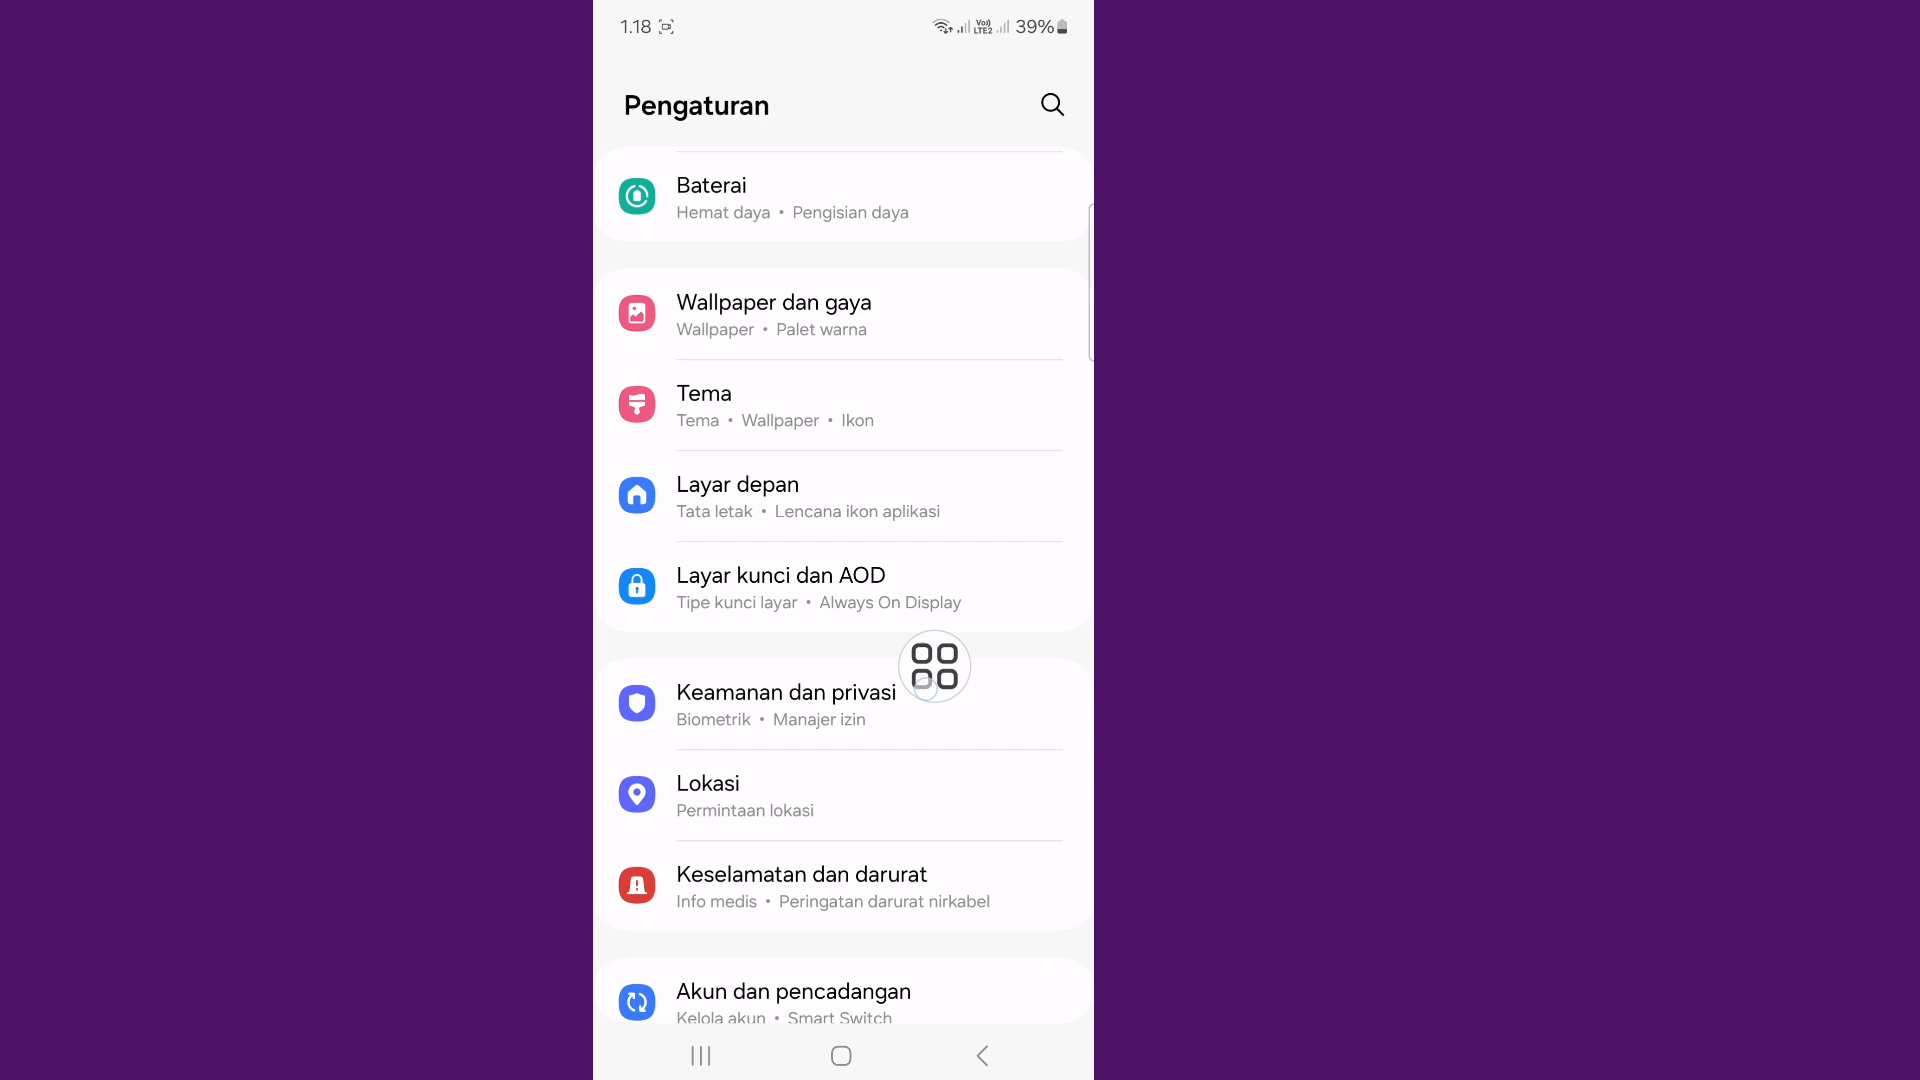 1.18
Vo))
LTE2
39%
Pengaturan
Baterai
Hemat daya • Pengisian daya
Wallpaper dan gaya
Wallpaper • Palet warna
Tema
Tema • Wallpaper • Ikon
Layar depan
Tata letak • Lencana ikon aplikasi
Layar kunci dan AOD
Tipe kunci layar • Always On Display
Keamanan dan privasi
Biometrik • Manajer izin
Lokasi
Permintaan lokasi
Keselamatan dan darurat
Info medis • Peringatan darurat nirkabel
Akun dan pencadangan
Kelola akun • Smart Switch